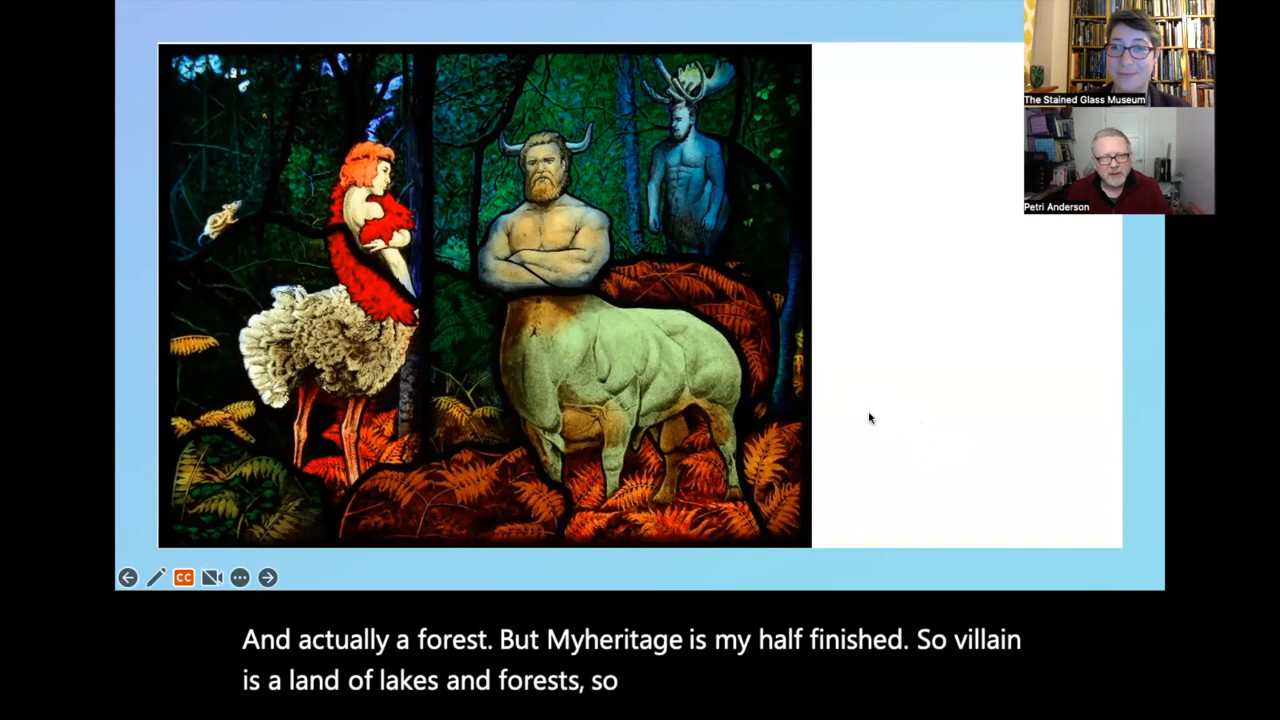 The Stained Glass Museum
Petri Anderson
CC
And actually a forest. But Myheritage is my half finished. So villain
is a land of lakes and forests, so